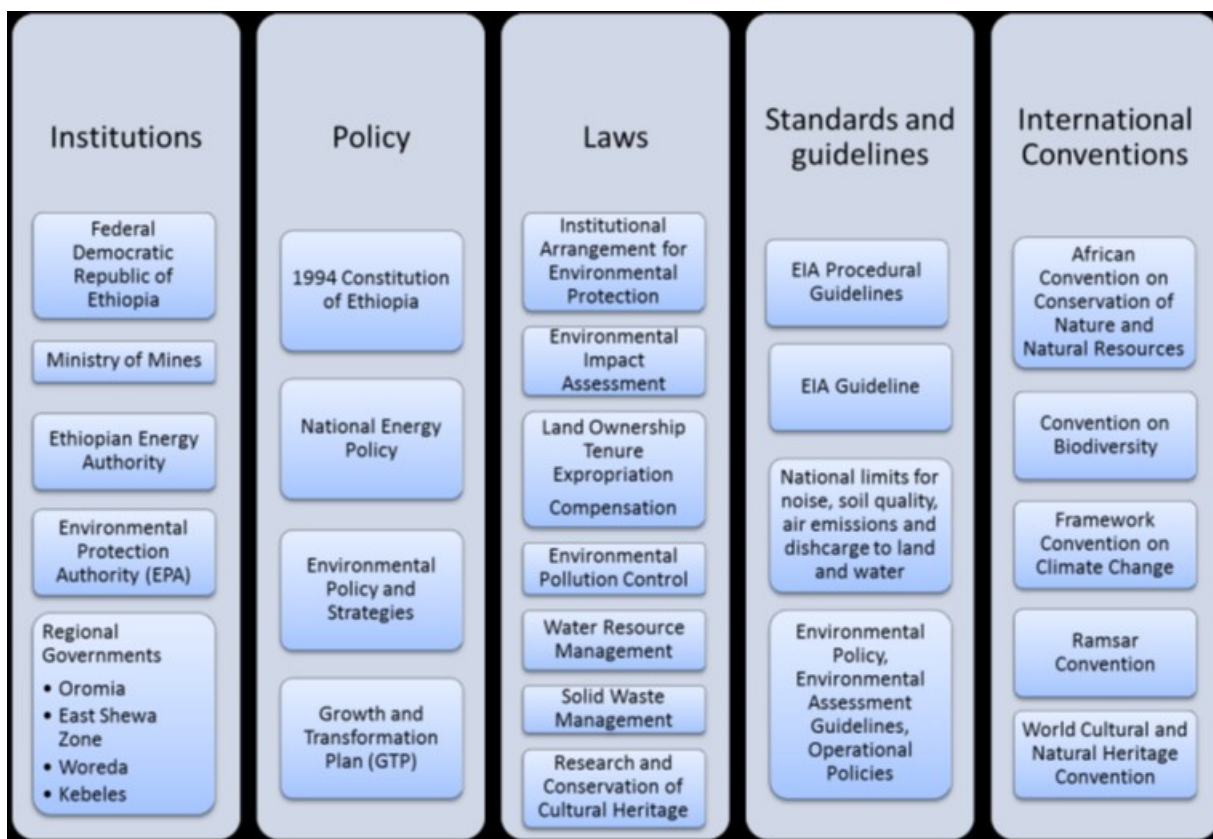 Institutions
Federal
Democratic
Republic of
Ethiopia
Ministry of Mines
Ethiopian Energy
Authority
Environmental
Protection
Authority (EPA)
Regional
Governments
• Oromia
• East Shewa
Zone
• Woreda
• Kebeles
Policy
1994 Constitution
of Ethiopia
National Energy
Policy
Environmental
Policy and
Strategies
Growth and
Transformation
Plan (GTP)
Laws
Institutional
Arrangement for
Environmental
Protection
Environmental
Impact
Assessment
Land Ownership
Tenure
Expropriation
Compensation
Environmental
Pollution Control
Water Resource
Management
Solid Waste
Management
Research and
Conservation of
Cultural Heritage
Standards and
guidelines
EIA Procedural
Guidelines
EIA Guideline
National limits for
noise, soil quality,
air emissions and
dishcarge to land
and water
Environmental
Policy,
Environmental
Assessment
Guidelines,
Operational
Policies
International
Conventions
African
Convention on
Conservation of
Nature and
Natural Resources
Convention on
Biodiversity
Framework
Convention on
Climate Change
Ramsar
Convention
World Cultural and
Natural Heritage
Convention